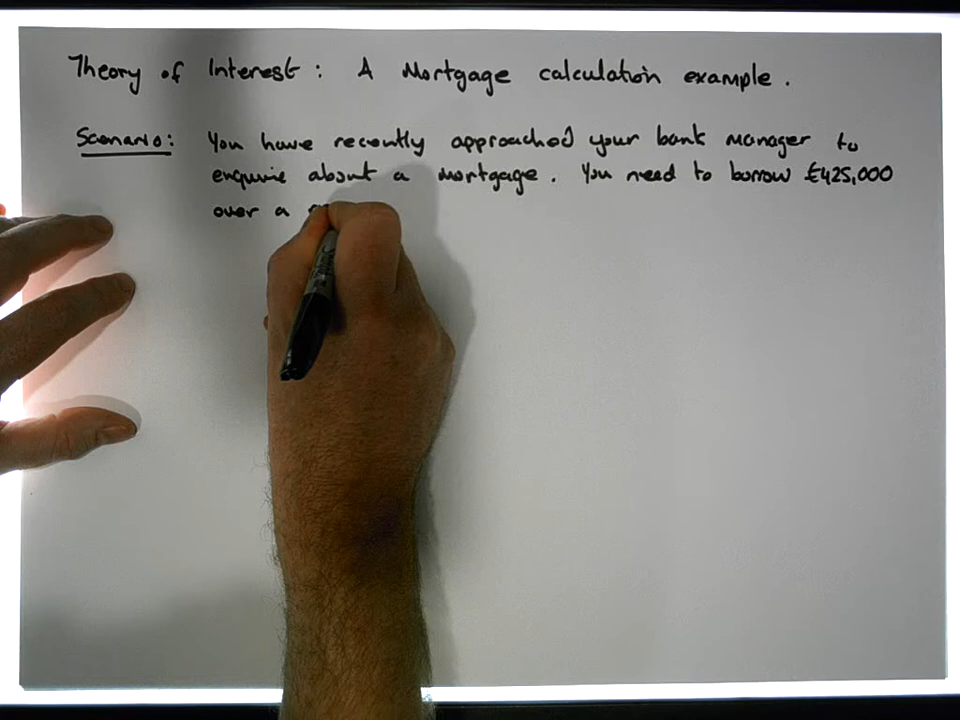 Theory of Interest: A Mortgage calculation example.
Scenario: You have recently approached your bank manager to
enquire about a mortgage. You need to borrow £425,000
over a